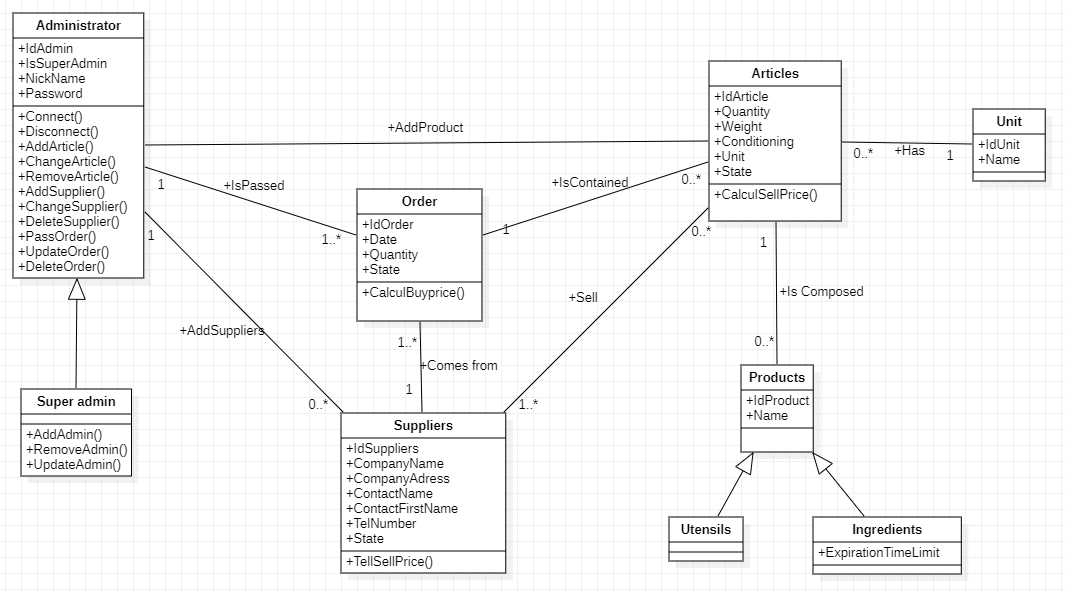 Administrator
+IdAdmin
+IsSuperAdmin
+NickName
+Password
+Connect()
+Disconnect()
+AddArticle()
+ChangeArticle()
+RemoveArticle()
+AddSupplier()
+ChangeSupplier()
+DeleteSupplier()
+PassOrder()
+UpdateOrder()
+DeleteOrder()
+AddProduct
Articles
+IdArticle
+Quantity
+Weight
+Conditioning
+Unit
+State
+CalculSellPrice()
0..*
+Has
1
Unit
+IdUnit
+Name
1
+IsPassed
1..*
Order
+IdOrder
+Date
+Quantity
+State
+CalculBuyprice()
1
+IsContained
0..*
1
+AddSuppliers
0..*
1..*
+Comes from
1
0..*
+Sell
1..*
1
+Is Composed
0..*
Super admin
+AddAdmin()
+RemoveAdmin()
+UpdateAdmin()
Suppliers
+IdSuppliers
+CompanyName
+CompanyAdress
+ContactName
+ContactFirstName
+TelNumber
+State
+TellSellPrice()
Products
+IdProduct
+Name
Utensils
Ingredients
+ExpirationTimeLimit